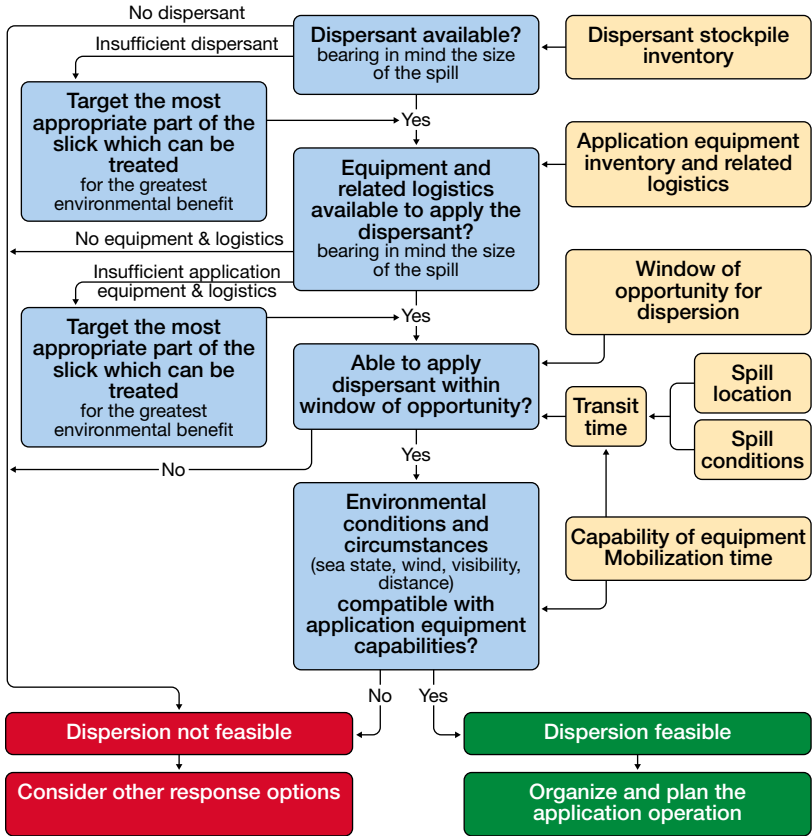 No dispersant
Insufficient dispersant
Dispersant available?
bearing in mind the size
of the spill
Dispersant stockpile
inventory
Target the most
appropriate part of the
slick which can be
treated
for the greatest
environmental benefit
Yes
Equipment and
related logistics
available to apply the
dispersant?
bearing in mind the size
of the spill
Application equipment
inventory and related
logistics
No equipment & logistics
Insufficient application
equipment & logistics
Window of
opportunity for
dispersion
Target the most
appropriate part of the
slick which can be
treated
for the greatest
environmental benefit
Yes
Able to apply
dispersant within
window of opportunity?
Transit
time
Spill
location
Spill
conditions
No
Yes
Environmental
conditions and
circumstances
(sea state, wind, visibility,
distance)
compatible with
application equipment
capabilities?
Capability of equipment
Mobilization time
No
Yes
Dispersion not feasible
Dispersion feasible
Consider other response options
Organize and plan the
application operation